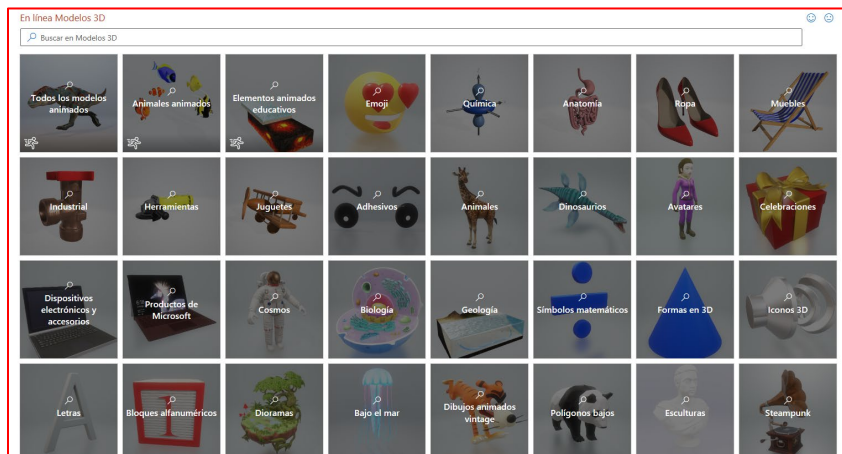 En línea Modelos 3D
Buscar en Modelos 3D
Todos los modelos
animados
Animales animados
Elementos animados
educativos
Emoji
Química
Anatomía
Ropa
Muebles
Industrial
Herramientas
Juguetes
Adhesivos
Animales
Dinosaurios
Avatares
Celebraciones
Dispositivos
electrónicos y
accesorios
Productos de
Microsoft
Cosmos
Biología
Geología
Símbolos matemáticos
Formas en 3D
Iconos 3D
Letras
Bloques alfanuméricos
Dioramas
Bajo el mar
Dibujos animados
vintage
Polígonos bajos
Esculturas
Steampunk